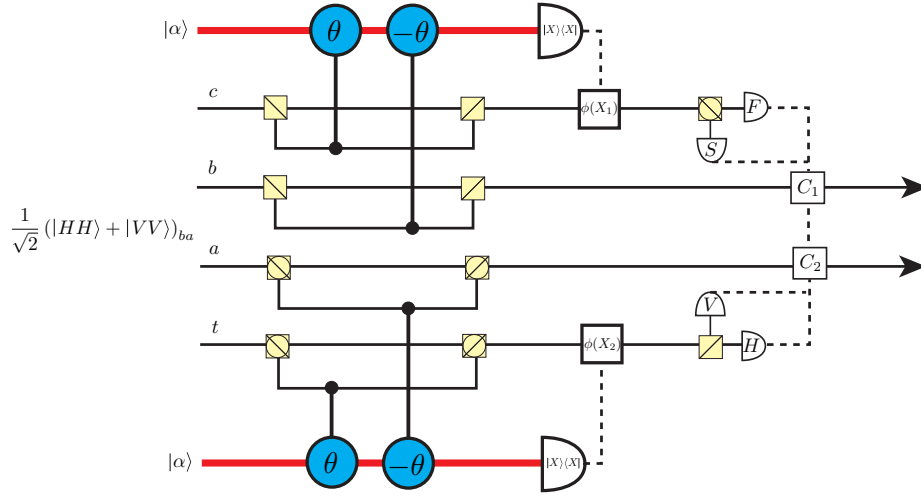 |α⟩ θ −θ |X⟩⟨X|
c ϕ(X₁) F
S
b C₁
1/√2 (|HH⟩ + |VV⟩)_{ba}
a C₂
V
t ϕ(X₂) H
|α⟩ θ −θ |X⟩⟨X|